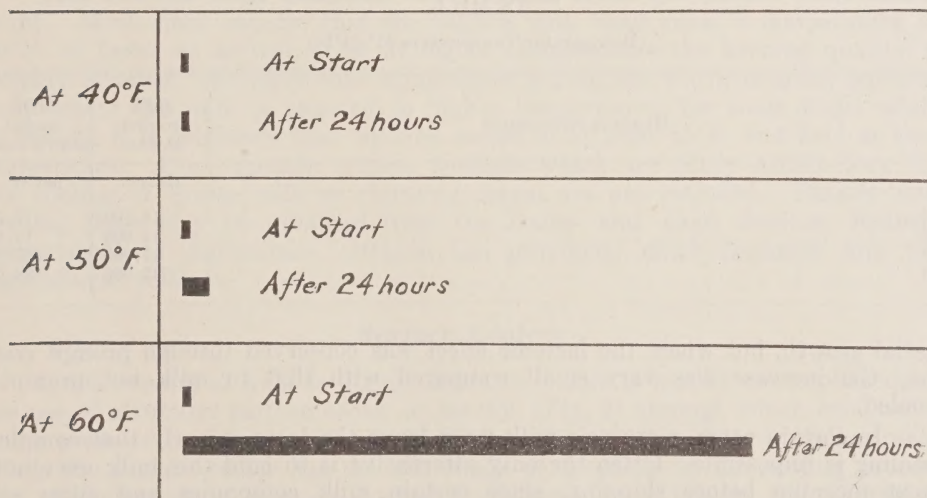 At 40°F.
At Start
After 24 hours
At 50°F.
At Start
After 24 hours
At 60°F.
At Start
After 24 hours.